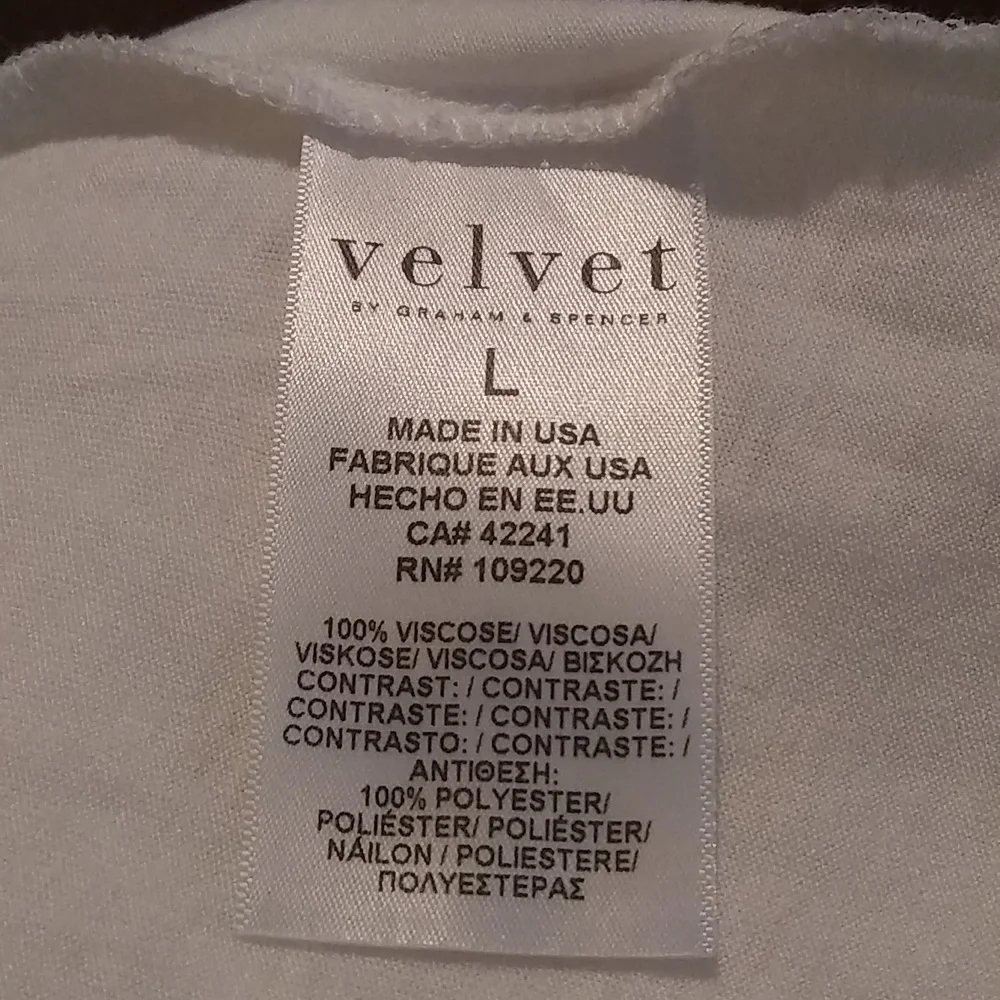 velvet
BY GRAHAM & SPENCER
L
MADE IN USA
FABRIQUE AUX USA
HECHO EN EE.UU
CA# 42241
RN# 109220
100% VISCOSE/ VISCOSA/
VISKOSE/ VISCOSA/ ΒΙΣΚΟΖΗ
CONTRAST: / CONTRASTE: /
CONTRASTE: / CONTRASTE: /
CONTRASTO: / CONTRASTE: /
ΑΝΤΙΘΕΣΗ:
100% POLYESTER/
POLIÉSTER/ POLIÉSTER/
NÁILON / POLIESTERE/
ΠΟΛΥΕΣΤΕΡΑΣ